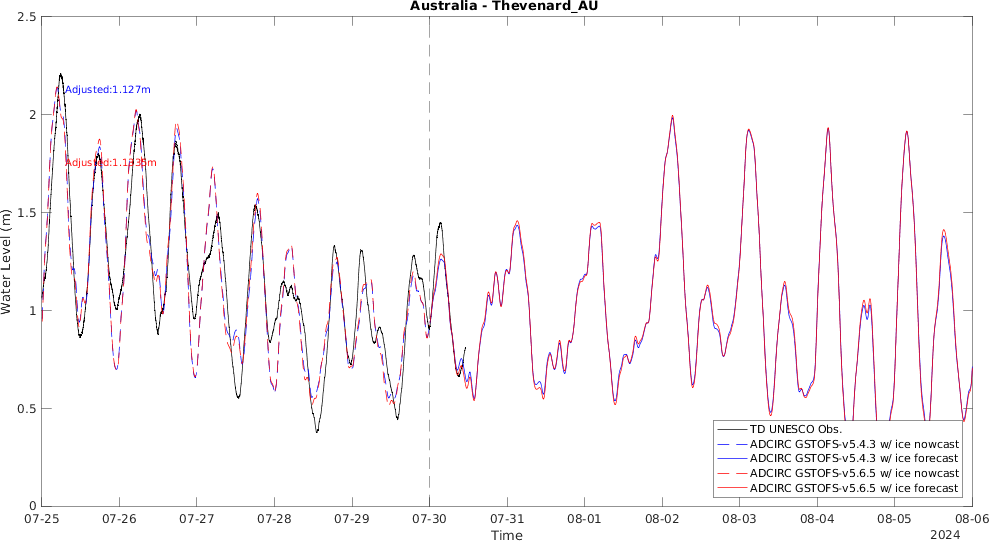 Australia - Thevenard_AU
2.5
2
1.5
1
0.5
0
Water Level (m)
Adjusted:1.127m
TD UNESCO Obs.
ADCIRC GSTOFS-v5.4.3 w/ ice nowcast
ADCIRC GSTOFS-v5.4.3 w/ ice forecast
ADCIRC GSTOFS-v5.6.5 w/ ice nowcast
ADCIRC GSTOFS-v5.6.5 w/ ice forecast
07-25 07-26 07-27 07-28 07-29 07-30 07-31 08-01 08-02 08-03 08-04 08-05 08-06
Time
2024